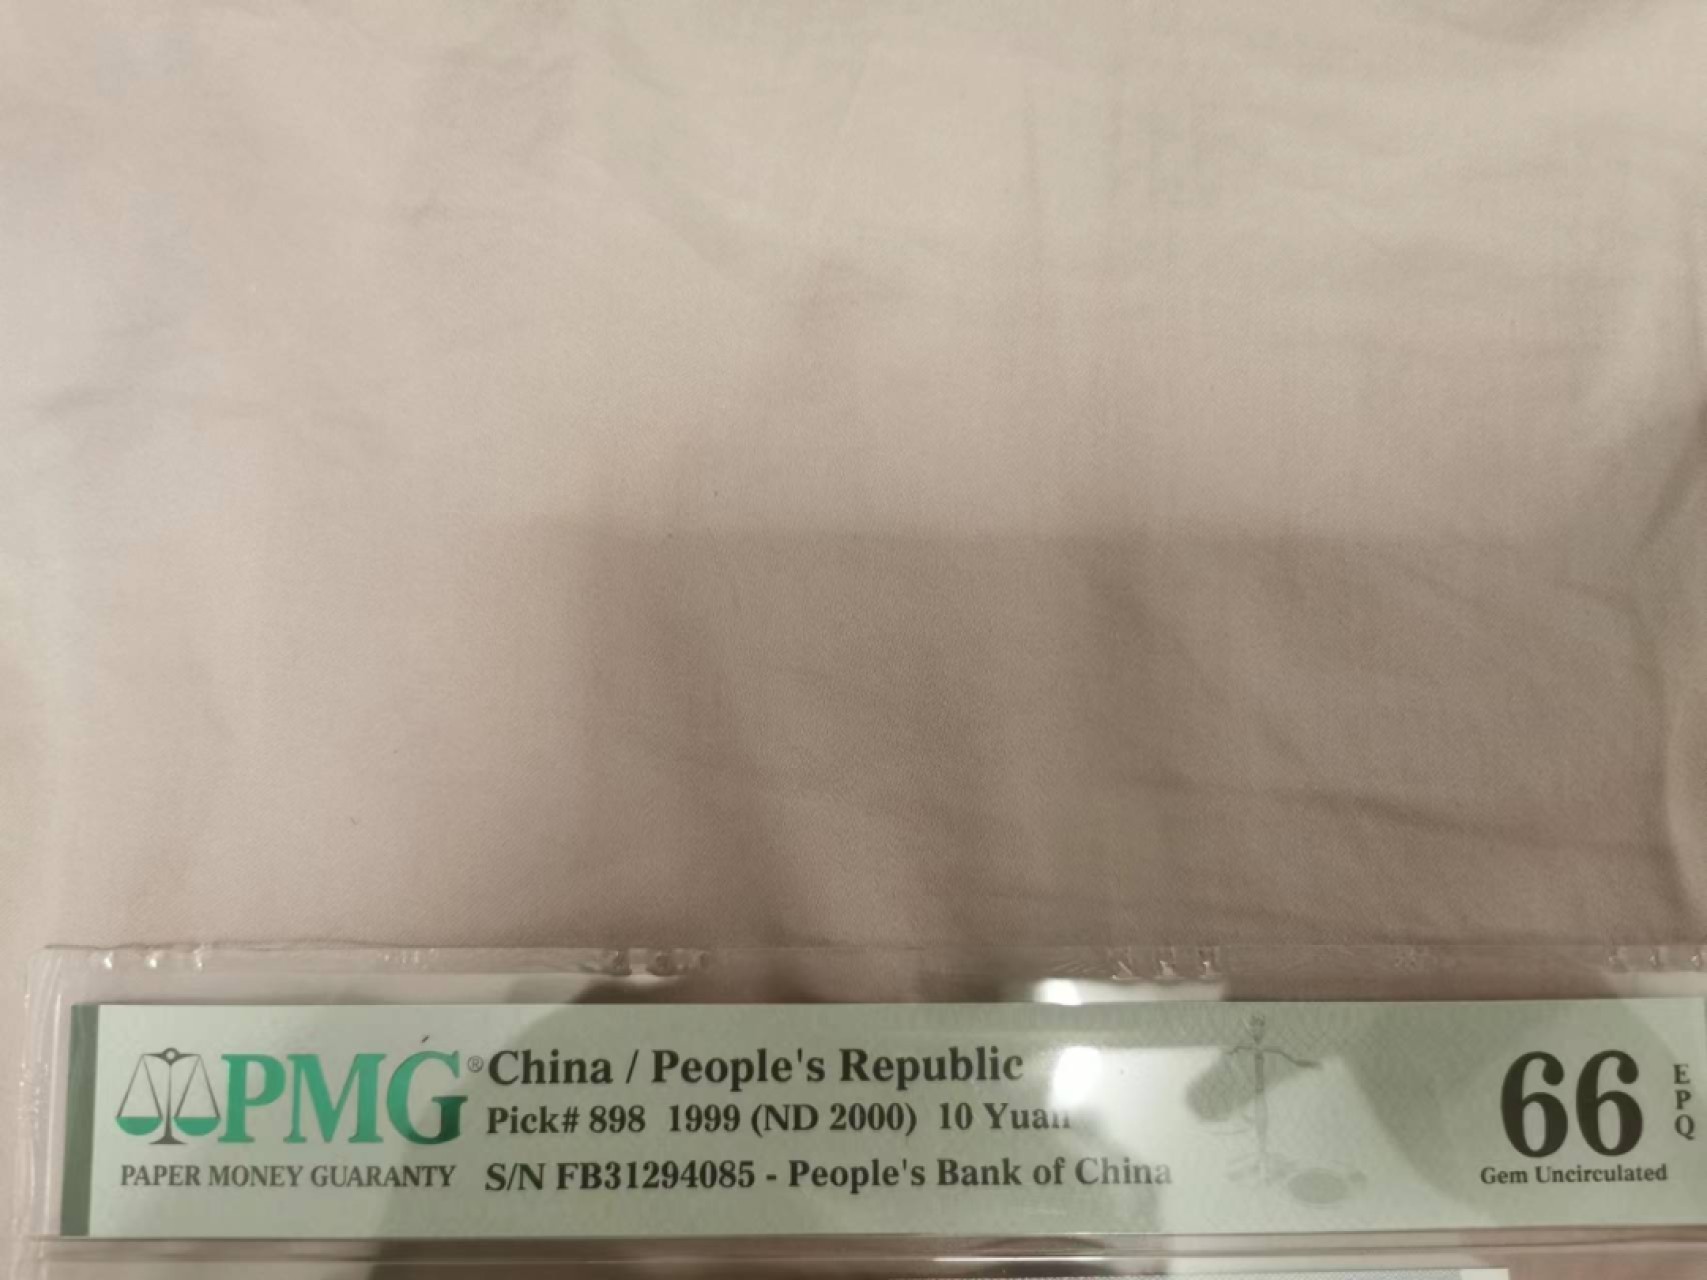 PMG®
PAPER MONEY GUARANTY
China / People's Republic
Pick# 898 1999 (ND 2000) 10 Yuan
S/N FB31294085 - People's Bank of China
66
EPQ
Gem Uncirculated